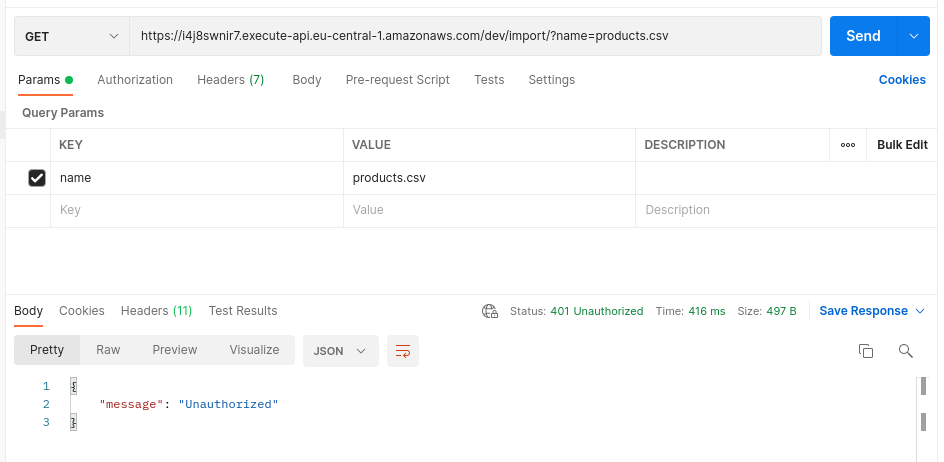 GET https://i4j8swnir7.execute-api.eu-central-1.amazonaws.com/dev/import/?name=products.csv Send
Params Authorization Headers (7) Body Pre-request Script Tests Settings Cookies
Query Params
KEY VALUE DESCRIPTION ooo Bulk Edit
name products.csv
Key Value Description
Body Cookies Headers (11) Test Results Status: 401 Unauthorized Time: 416 ms Size: 497 B Save Response
Pretty Raw Preview Visualize JSON
1 {
2 "message": "Unauthorized"
3 }